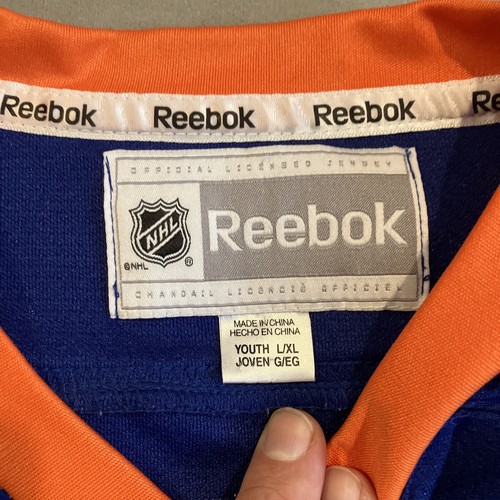 Reebok Reebok Reebok Re
OFFICIAL LICENSED JERSEY
NHL Reebok
©NHL ®
CHANDAIL LICENCIÉ OFFICIEL
MADE IN CHINA
HECHO EN CHINA
YOUTH L/XL
JOVEN G/EG